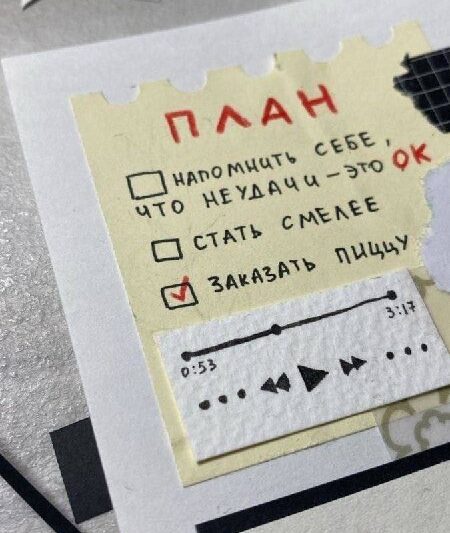 ПЛАН
НАПОМНИТЬ СЕБЕ,
ЧТО НЕУДАЧИ – ЭТО ОК
СТАТЬ СМЕЛЕЕ
ЗАКАЗАТЬ ПИЦЦУ
3:17
0:53